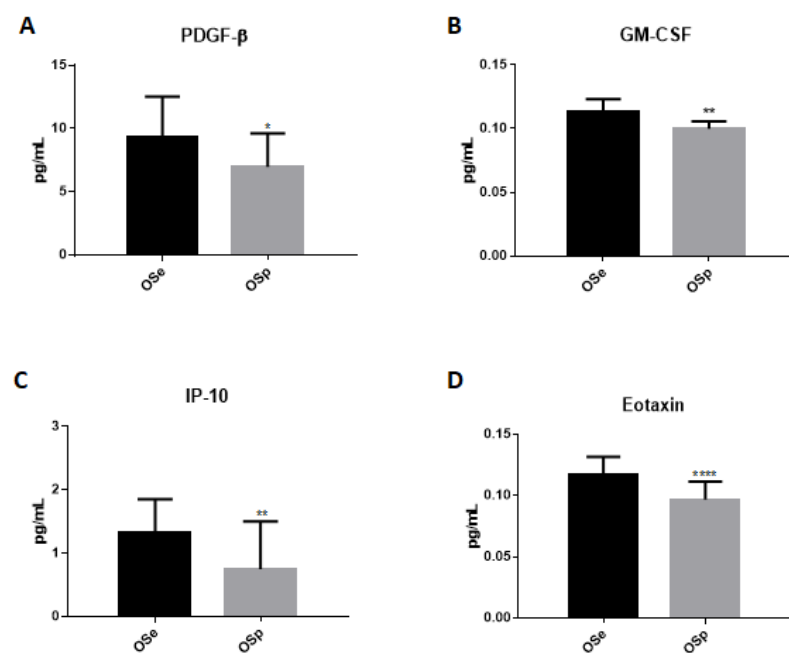 A
PDGF-β
15
10
5
0
pg/mL
*
OSe
OSp
B
GM-CSF
0.15
0.10
0.05
0.00
pg/mL
**
OSe
OSp
C
IP-10
3
2
1
0
pg/mL
**
OSe
OSp
D
Eotaxin
0.15
0.10
0.05
0.00
pg/mL
****
OSe
OSp